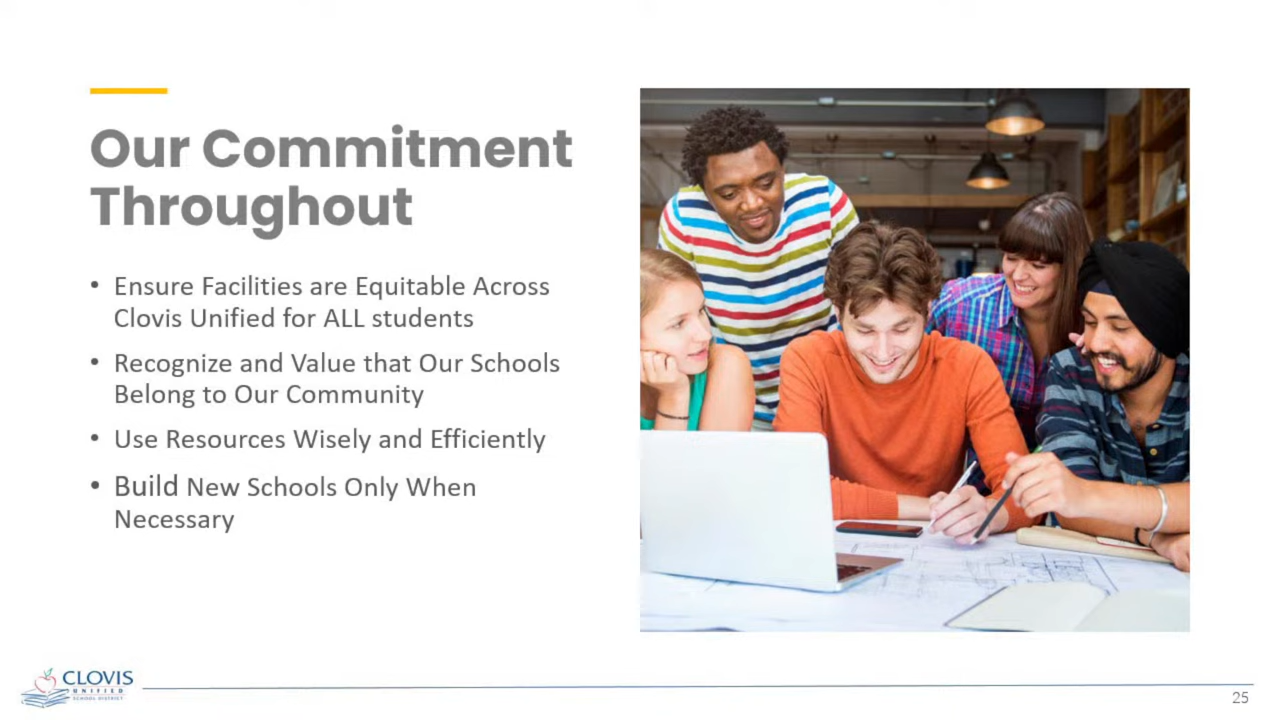 Our Commitment
Throughout
• Ensure Facilities are Equitable Across
Clovis Unified for ALL students
• Recognize and Value that Our Schools
Belong to Our Community
• Use Resources Wisely and Efficiently
• Build New Schools Only When
Necessary
CLOVIS
UNIFIED
SCHOOL DISTRICT
25